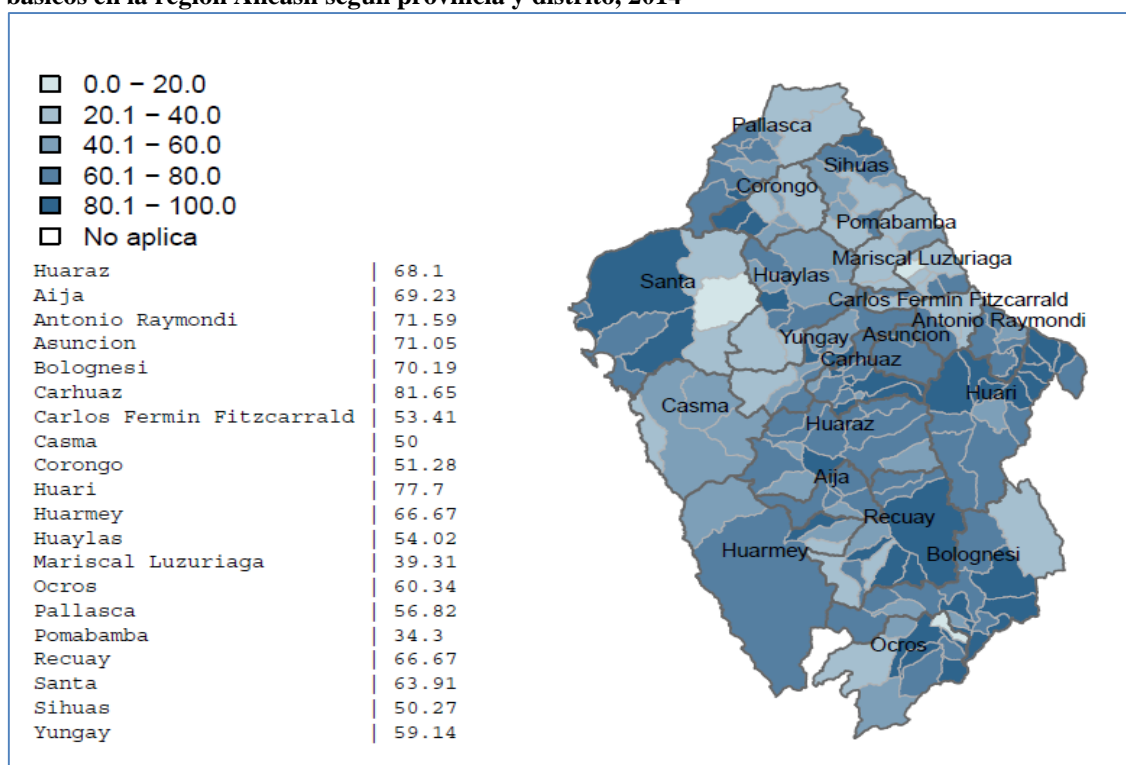 básicos en la región Ancash según provincia y distrito, 2014
0.0 − 20.0
20.1 − 40.0
40.1 − 60.0
60.1 − 80.0
80.1 − 100.0
No aplica
Huaraz | 68.1
Aija | 69.23
Antonio Raymondi | 71.59
Asuncion | 71.05
Bolognesi | 70.19
Carhuaz | 81.65
Carlos Fermin Fitzcarrald | 53.41
Casma | 50
Corongo | 51.28
Huari | 77.7
Huarmey | 66.67
Huaylas | 54.02
Mariscal Luzuriaga | 39.31
Ocros | 60.34
Pallasca | 56.82
Pomabamba | 34.3
Recuay | 66.67
Santa | 63.91
Sihuas | 50.27
Yungay | 59.14
Pallasca
Sihuas
Corongo
Pomabamba
Mariscal Luzuriaga
Santa
Huaylas
Carlos Fermin Fitzcarrald
Antonio Raymondi
Yungay
Asuncion
Carhuaz
Huari
Casma
Huaraz
Aija
Recuay
Huarmey
Bolognesi
Ocros